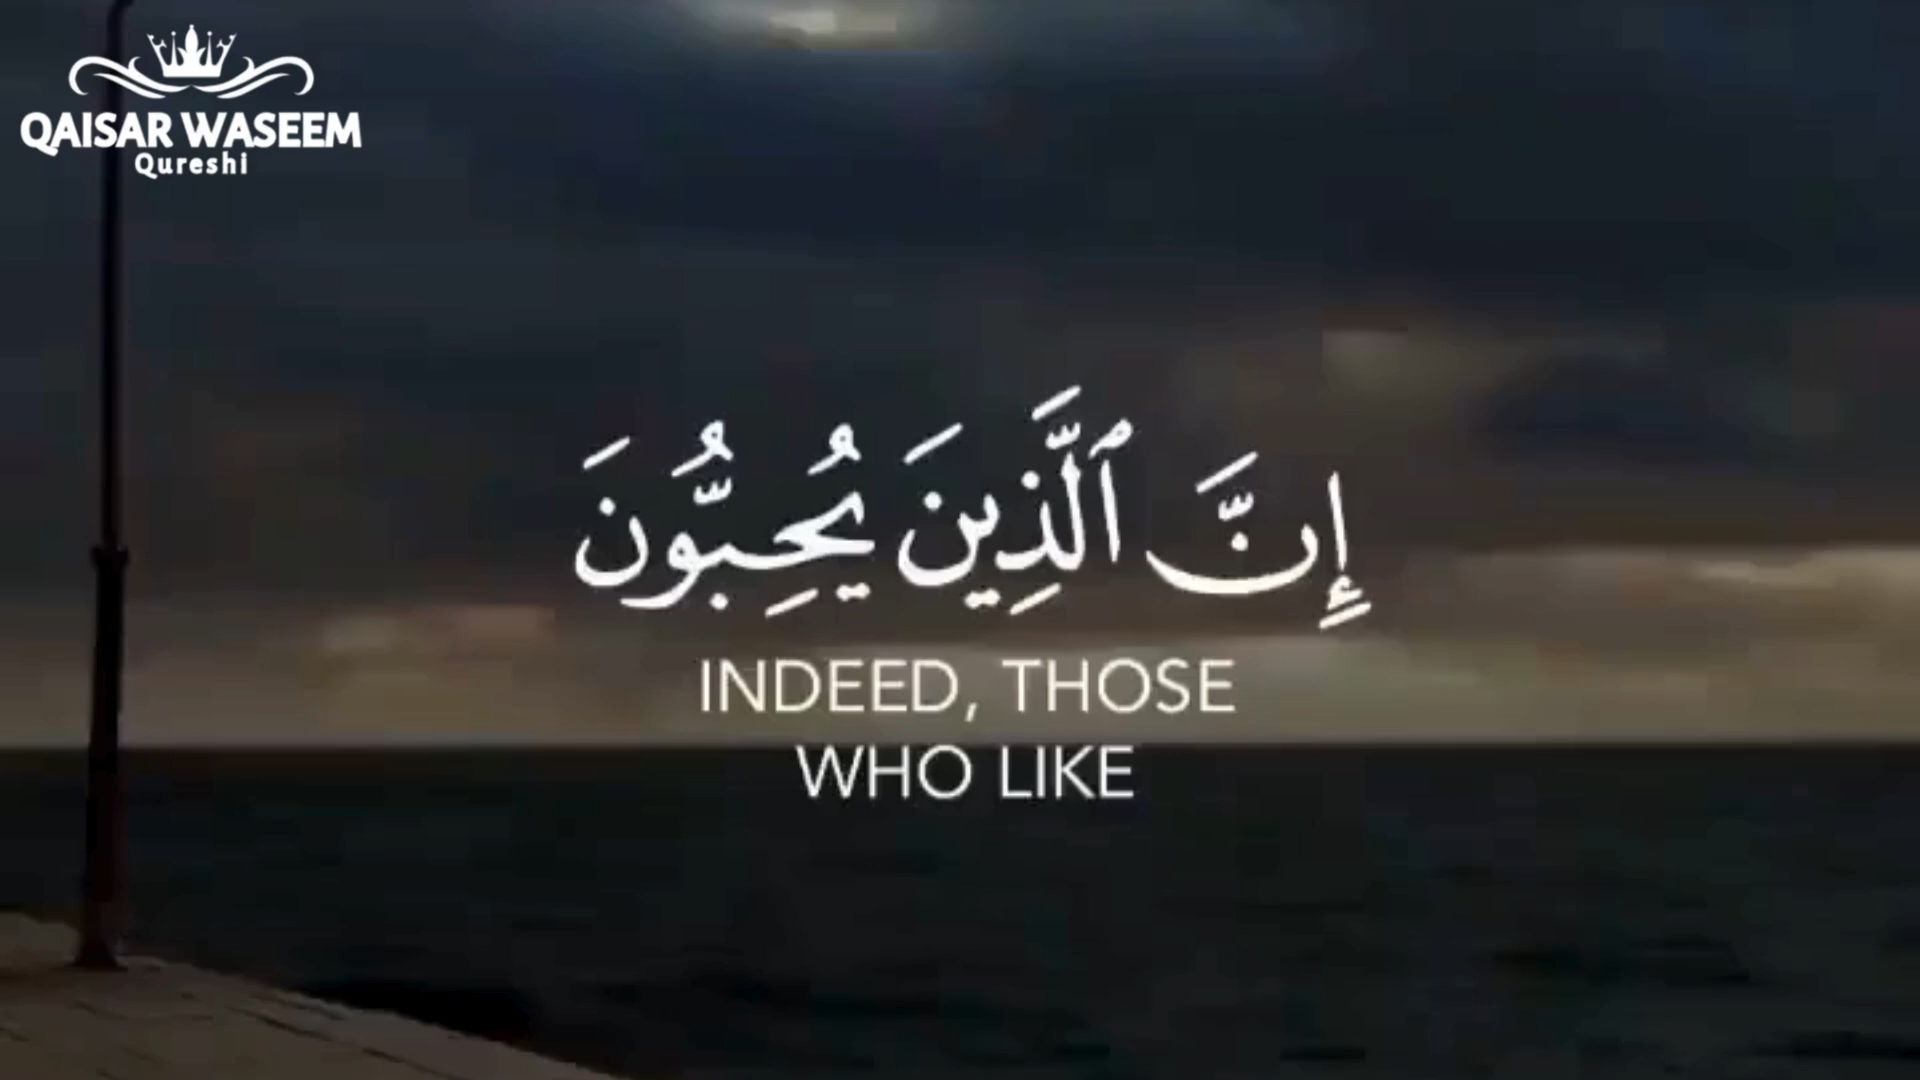 QAISAR WASEEM
Qureshi
إِنَّ ٱلَّذِينَ يُحِبُّونَ
INDEED, THOSE
WHO LIKE